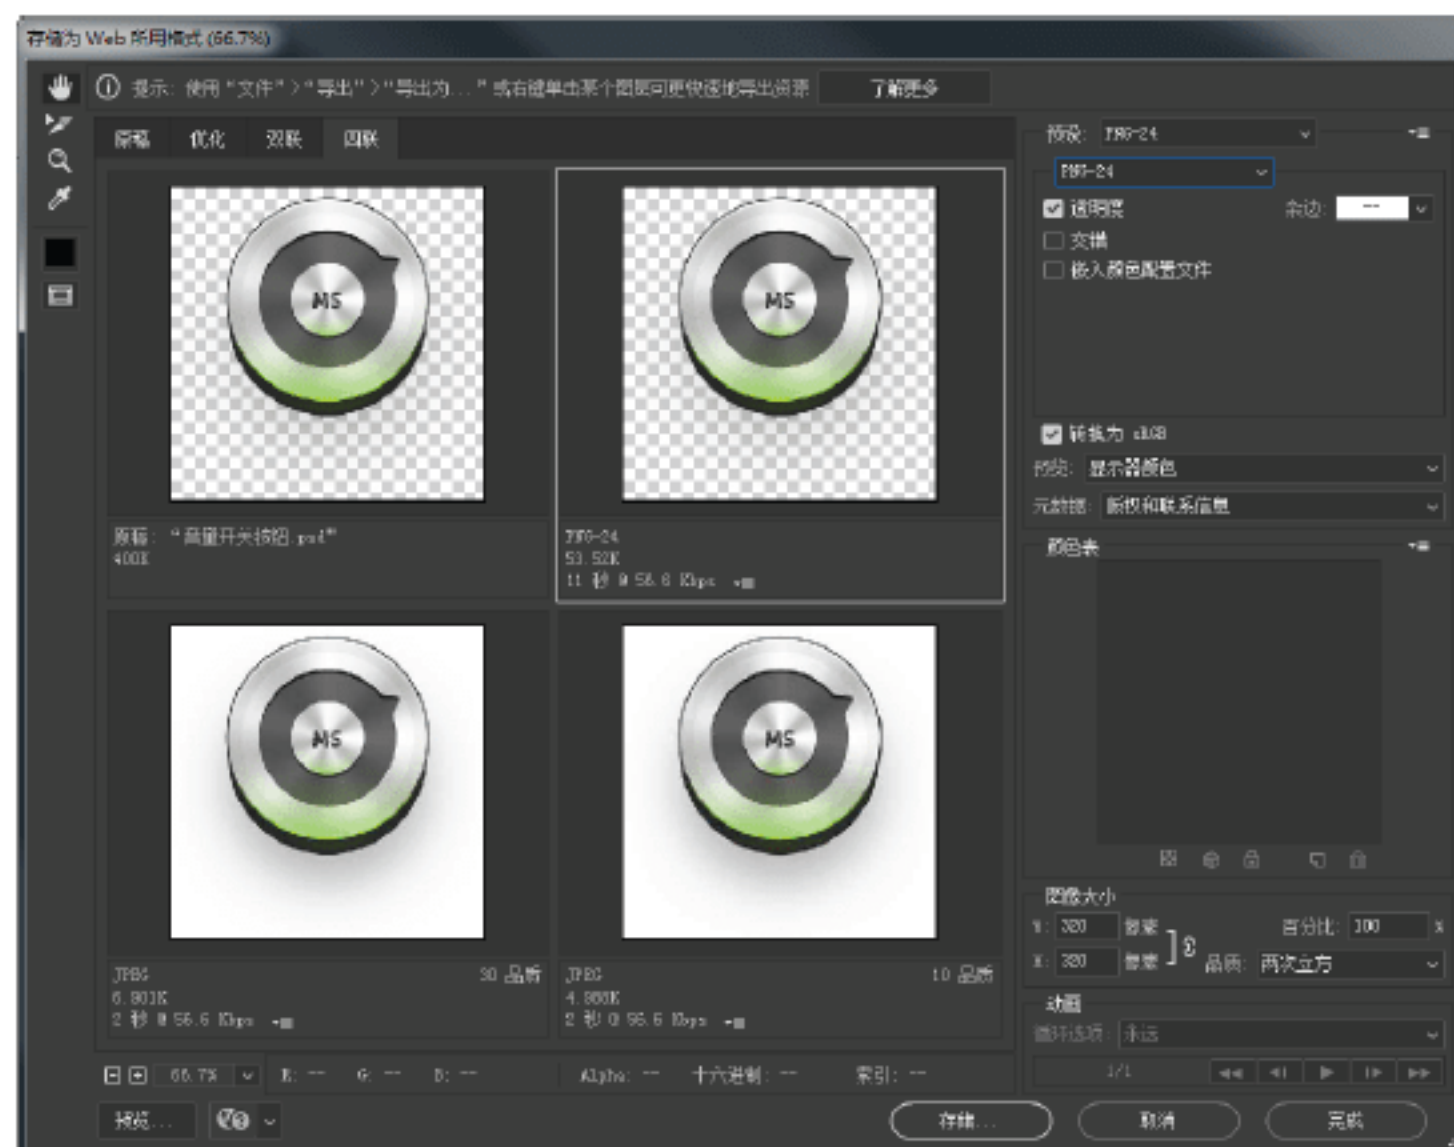 存储为 Web 所用格式 (66.7%)
提示: 使用 “文件” > “导出” > “导出为...” 或右键单击某个图层可更快速地导出资源
了解更多
原稿 优化 双联 四联
MS
MS
原稿: “音量开关按钮.psd”
400K
PNG-24
53.52K
11 秒 @ 56.6 Kbps
MS
MS
JPEG 30 品质
6.901K
2 秒 @ 56.6 Kbps
JPEG 10 品质
2 秒 @ 56.6 Kbps
预设: PNG-24
PNG-24
透明度 杂边: --
交错
嵌入颜色配置文件
转换为 sRGB
预览: 显示器颜色
元数据: 版权和联系信息
颜色表
图像大小
W: 320 像素 百分比: 100 %
H: 320 像素 品质: 两次立方
动画
循环选项: 永远
1/1
66.7% R: -- G: -- B: -- Alpha: -- 十六进制: -- 索引: --
预览... 存储... 取消 完成